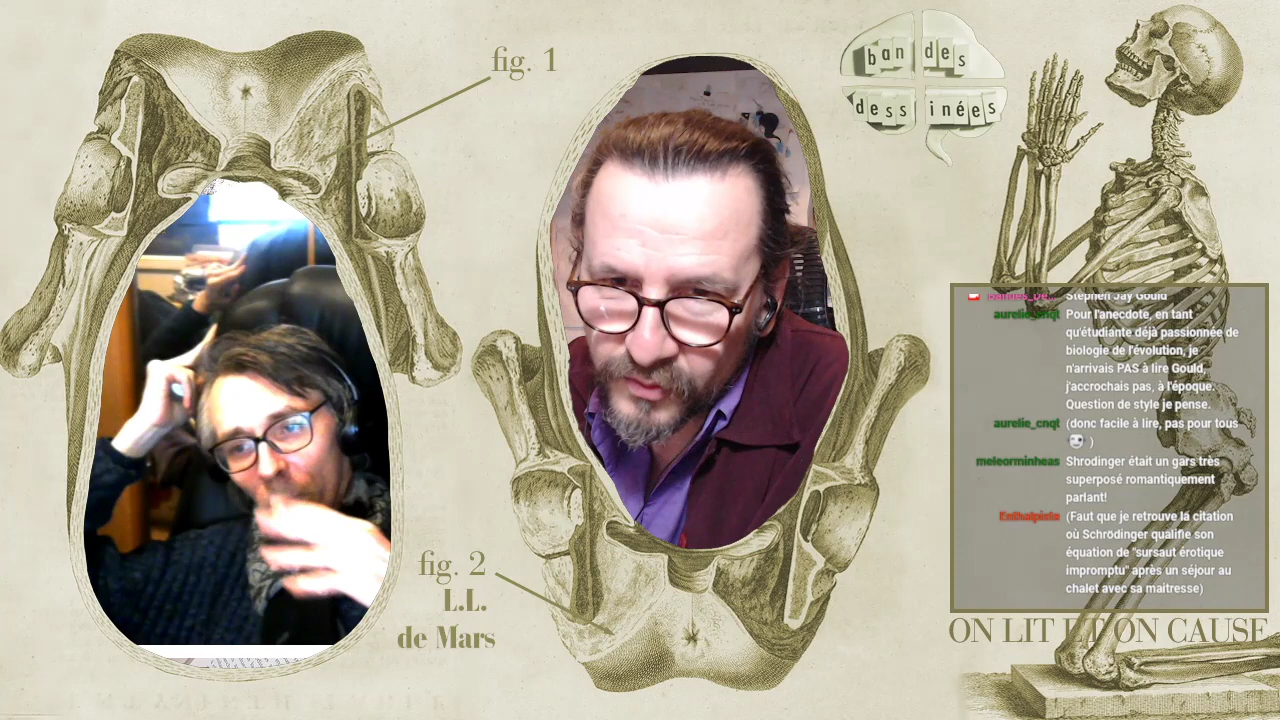 fig. 1
ban des
dess inées
Stephen Jay Gould
aurelie_cnqt Pour l'anecdote, en tant
qu'étudiante déjà passionnée de
biologie de l'évolution, je
n'arrivais PAS à lire Gould,
j'accrochais pas, à l'époque.
Question de style je pense.
aurelie_cnqt (donc facile à lire, pas pour tous
)
meleorminheas Shrodinger était un gars très
superposé romantiquement
parlant!
Enthalpiste (Faut que je retrouve la citation
où Schrödinger qualifie son
équation de "sursaut érotique
impromptu" après un séjour au
chalet avec sa maitresse)
fig. 2
L.L.
de Mars
ON LIT ET ON CAUSE